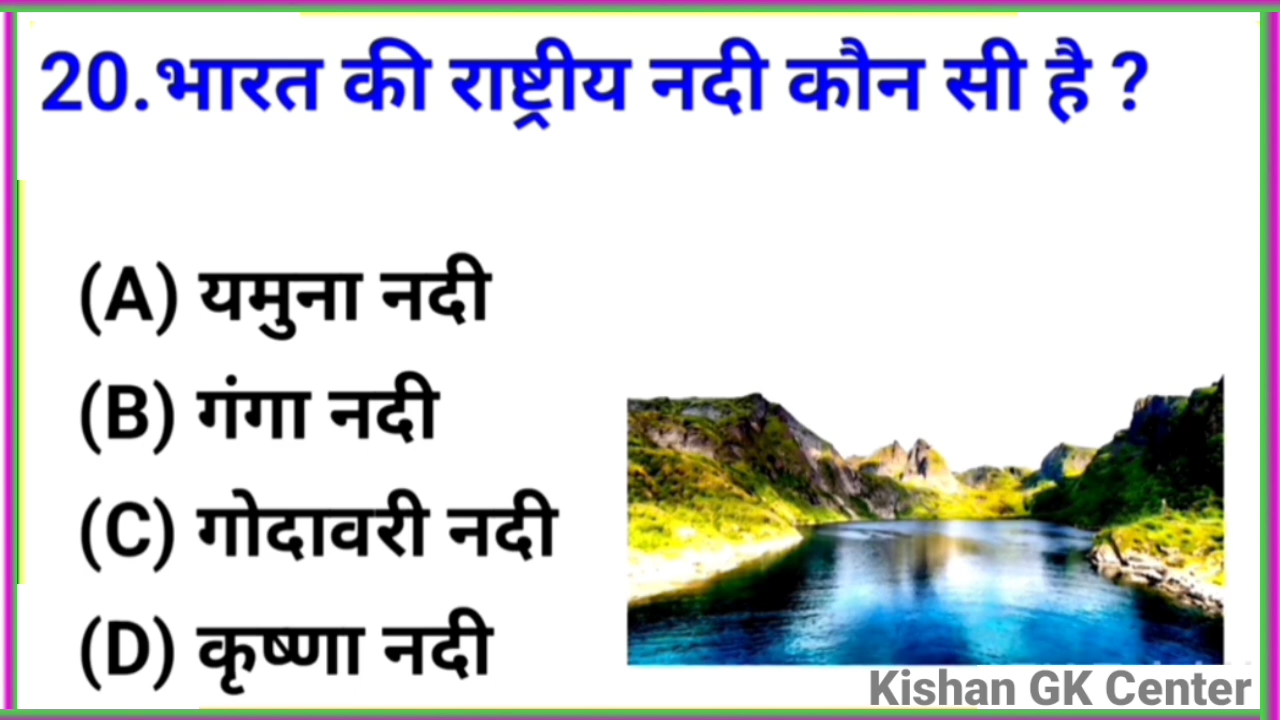 20.भारत की राष्ट्रीय नदी कौन सी है ?
(A) यमुना नदी
(B) गंगा नदी
(C) गोदावरी नदी
(D) कृष्णा नदी
Kishan GK Center